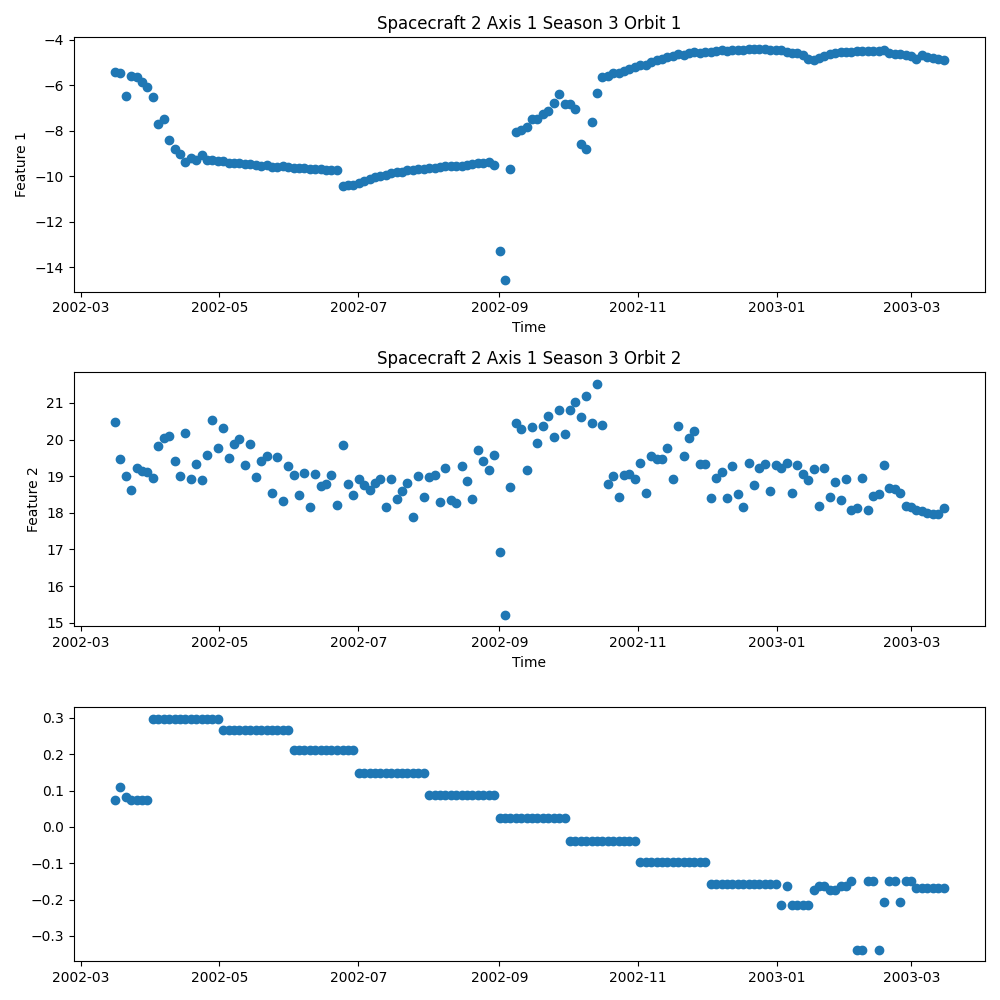 Spacecraft 2 Axis 1 Season 3 Orbit 1
−4
−6
−8
−10
−12
−14
Feature 1
2002-03 2002-05 2002-07 2002-09 2002-11 2003-01 2003-03
Time
Spacecraft 2 Axis 1 Season 3 Orbit 2
21
20
19
18
17
16
15
Feature 2
2002-03 2002-05 2002-07 2002-09 2002-11 2003-01 2003-03
Time
0.3
0.2
0.1
0.0
−0.1
−0.2
−0.3
2002-03 2002-05 2002-07 2002-09 2002-11 2003-01 2003-03